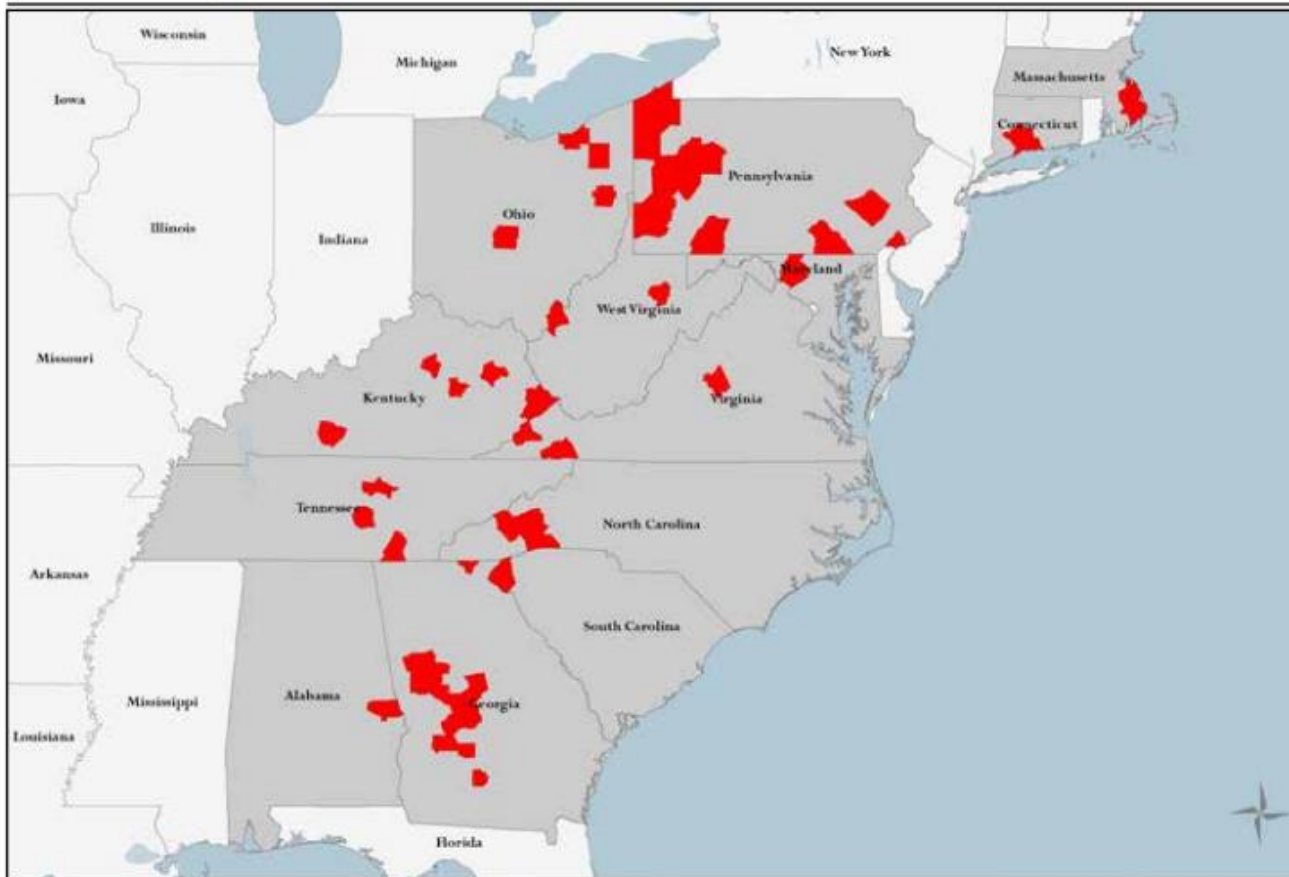 Wisconsin
Michigan
New York
Massachusetts
Iowa
Connecticut
Pennsylvania
Ohio
Illinois
Indiana
Maryland
West Virginia
Missouri
Kentucky
Virginia
Tennessee
North Carolina
Arkansas
South Carolina
Mississippi
Alabama
Georgia
Louisiana
Florida